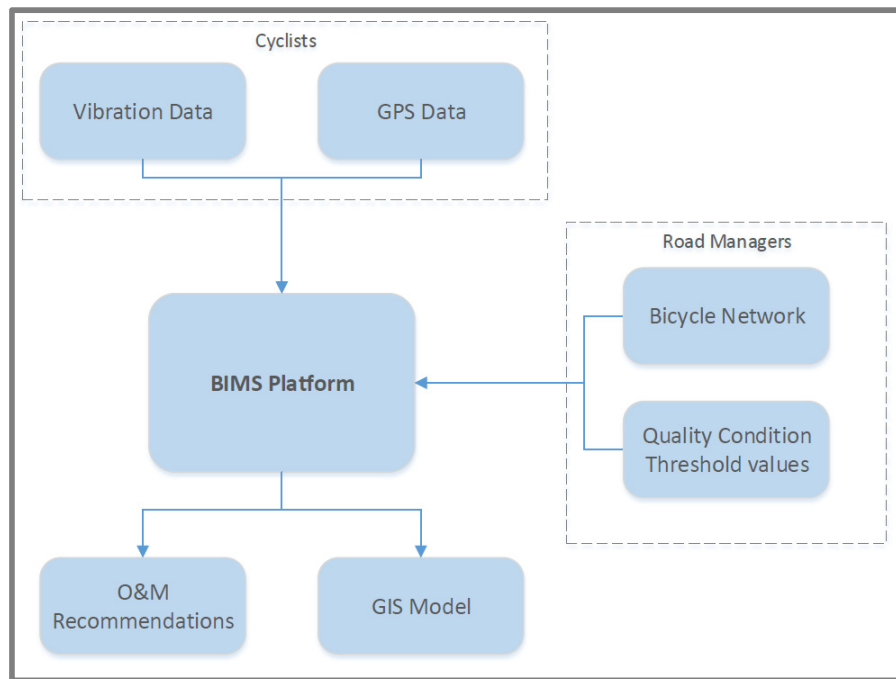 Cyclists
Vibration Data
GPS Data
Road Managers
Bicycle Network
BIMS Platform
Quality Condition
Threshold values
O&M
Recommendations
GIS Model